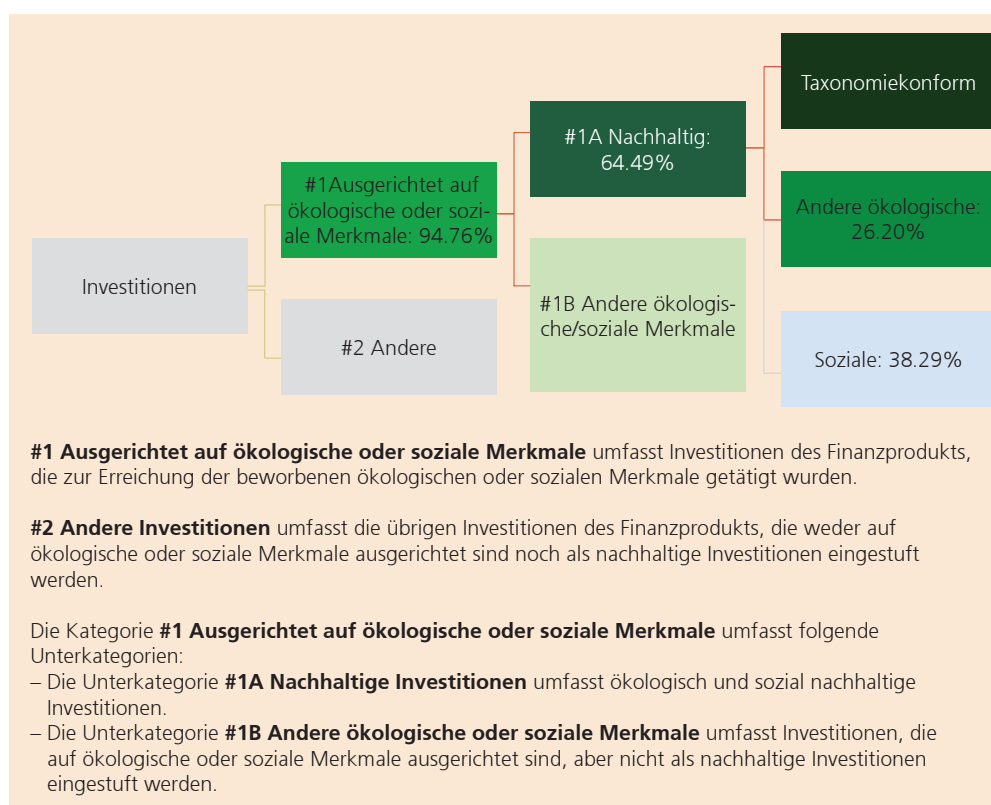 Taxonomiekonform
#1A Nachhaltig:
64.49%
#1Ausgerichtet auf
ökologische oder sozi-
ale Merkmale: 94.76%
Andere ökologische:
26.20%
Investitionen
#1B Andere ökologis-
che/soziale Merkmale
#2 Andere
Soziale: 38.29%
#1 Ausgerichtet auf ökologische oder soziale Merkmale umfasst Investitionen des Finanzprodukts,
die zur Erreichung der beworbenen ökologischen oder sozialen Merkmale getätigt wurden.
#2 Andere Investitionen umfasst die übrigen Investitionen des Finanzprodukts, die weder auf
ökologische oder soziale Merkmale ausgerichtet sind noch als nachhaltige Investitionen eingestuft
werden.
Die Kategorie #1 Ausgerichtet auf ökologische oder soziale Merkmale umfasst folgende
Unterkategorien:
– Die Unterkategorie #1A Nachhaltige Investitionen umfasst ökologisch und sozial nachhaltige
Investitionen.
– Die Unterkategorie #1B Andere ökologische oder soziale Merkmale umfasst Investitionen, die
auf ökologische oder soziale Merkmale ausgerichtet sind, aber nicht als nachhaltige Investitionen
eingestuft werden.